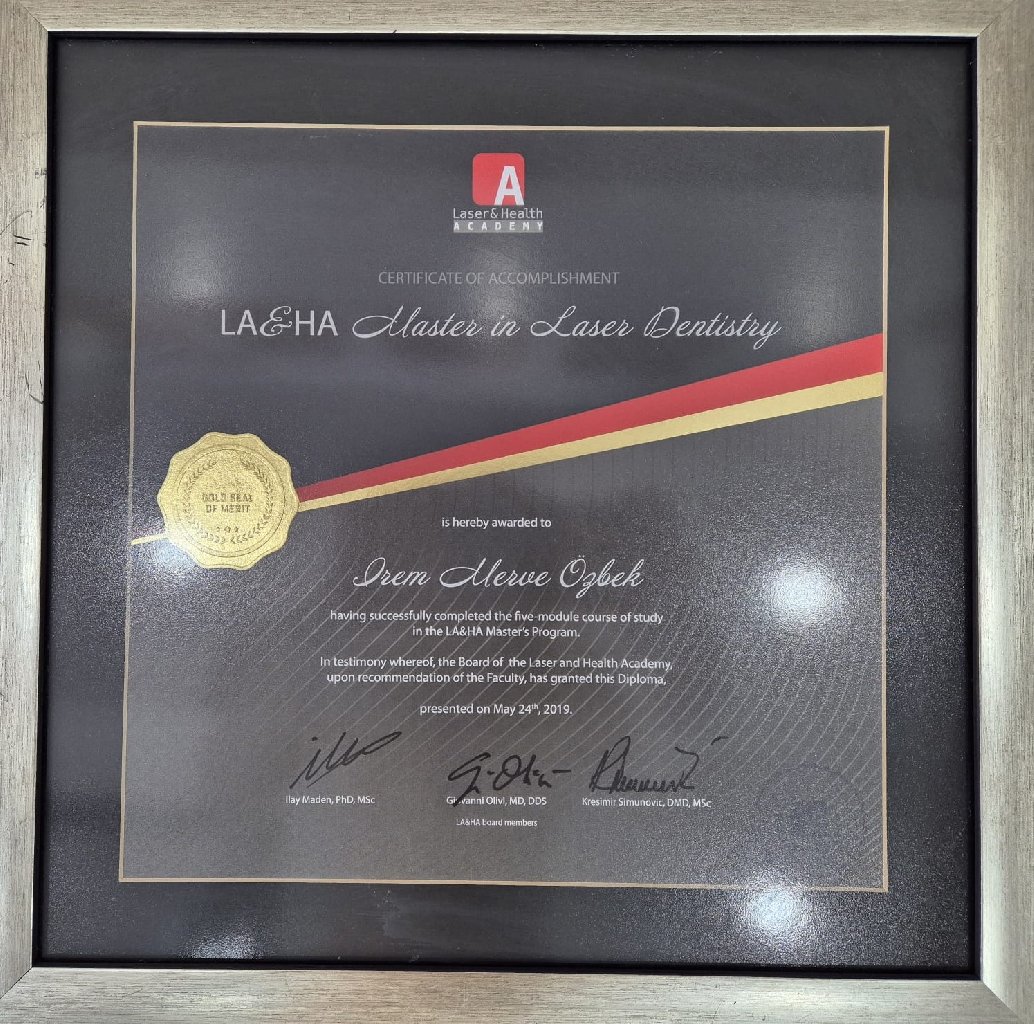 A
Laser & Health
ACADEMY
CERTIFICATE OF ACCOMPLISHMENT
LA&HA Master in Laser Dentistry
GOLD SEAL
OF MERIT
is hereby awarded to
Irem Merve Özbek
having successfully completed the five-module course of study
in the LA&HA Master's Program.
In testimony whereof, the Board of the Laser and Health Academy,
upon recommendation of the Faculty, has granted this Diploma,
presented on May 24th, 2019.
Ilay Maden, PhD, MSc
Giovanni Olivi, MD, DDS
Kresimir Simunovic, DMD, MSc
LA&HA board members